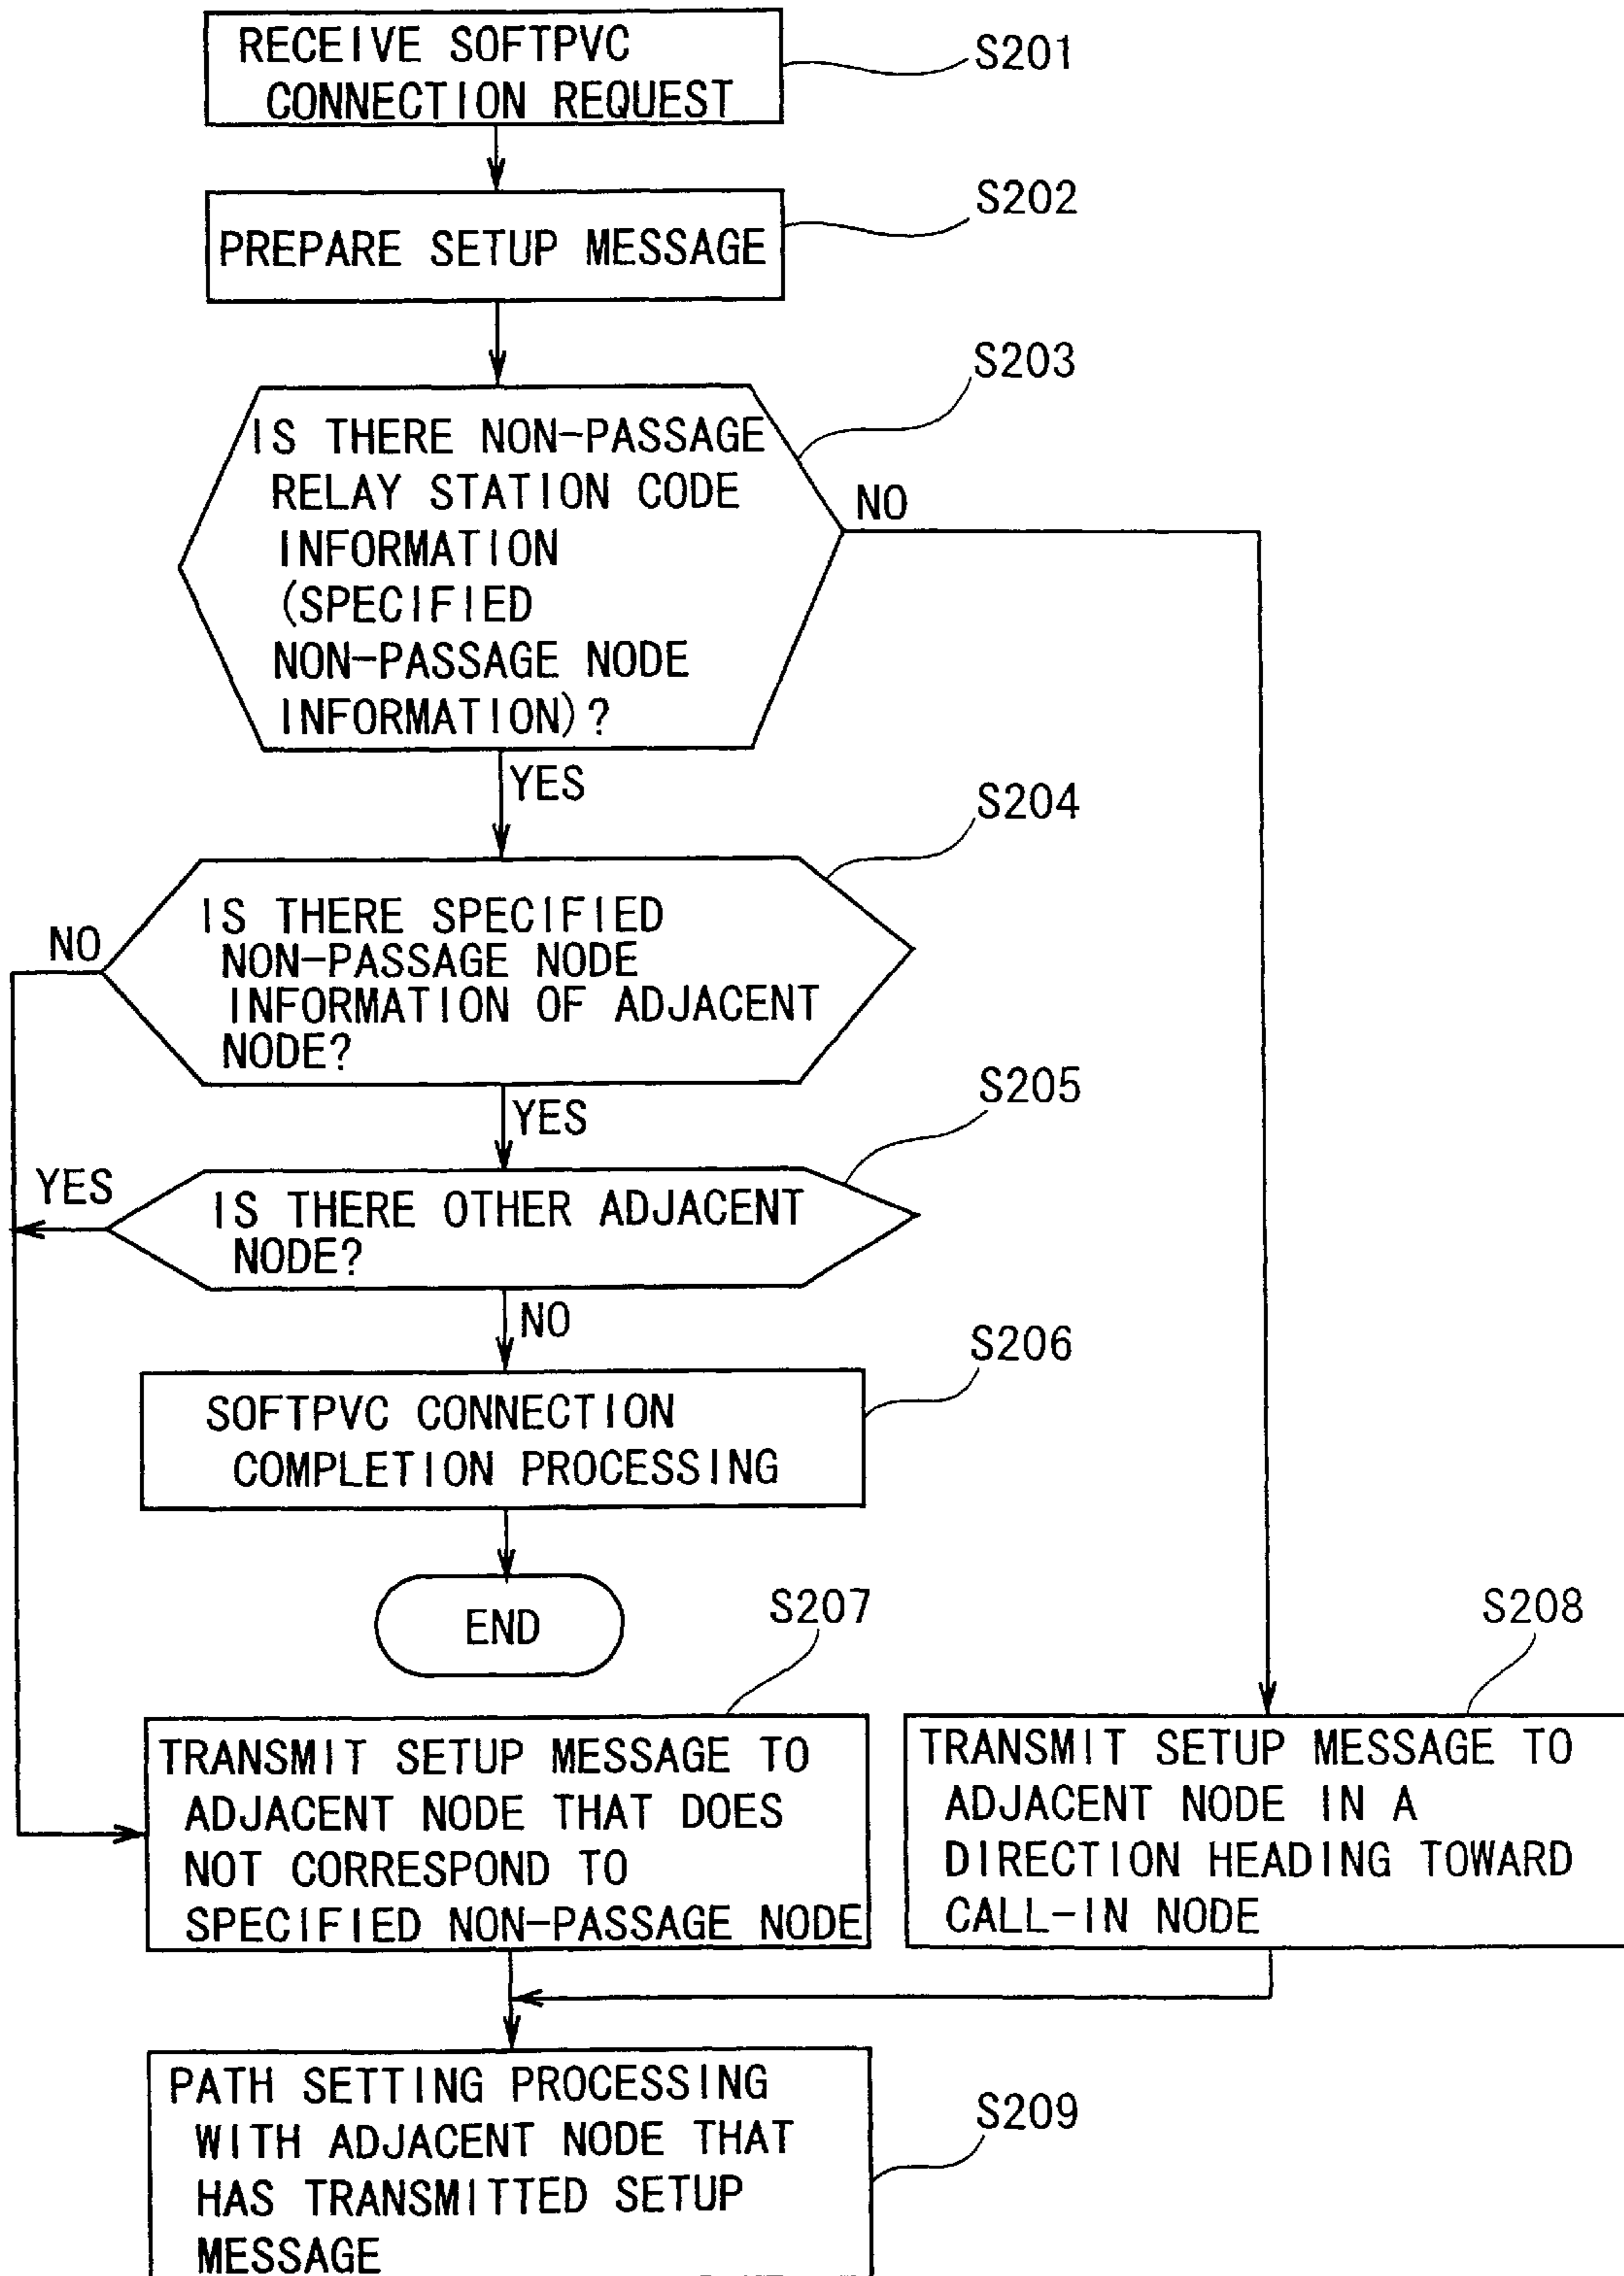 RECEIVE SOFTPVC
CONNECTION REQUEST
S201
PREPARE SETUP MESSAGE
S202
IS THERE NON-PASSAGE
RELAY STATION CODE
INFORMATION
(SPECIFIED
NON-PASSAGE NODE
INFORMATION)?
S203
NO
YES
IS THERE SPECIFIED
NON-PASSAGE NODE
INFORMATION OF ADJACENT
NODE?
S204
NO
YES
IS THERE OTHER ADJACENT
NODE?
S205
YES
NO
SOFTPVC CONNECTION
COMPLETION PROCESSING
S206
END
S207
TRANSMIT SETUP MESSAGE TO
ADJACENT NODE THAT DOES
NOT CORRESPOND TO
SPECIFIED NON-PASSAGE NODE
S208
TRANSMIT SETUP MESSAGE TO
ADJACENT NODE IN A
DIRECTION HEADING TOWARD
CALL-IN NODE
PATH SETTING PROCESSING
WITH ADJACENT NODE THAT
HAS TRANSMITTED SETUP
MESSAGE
S209